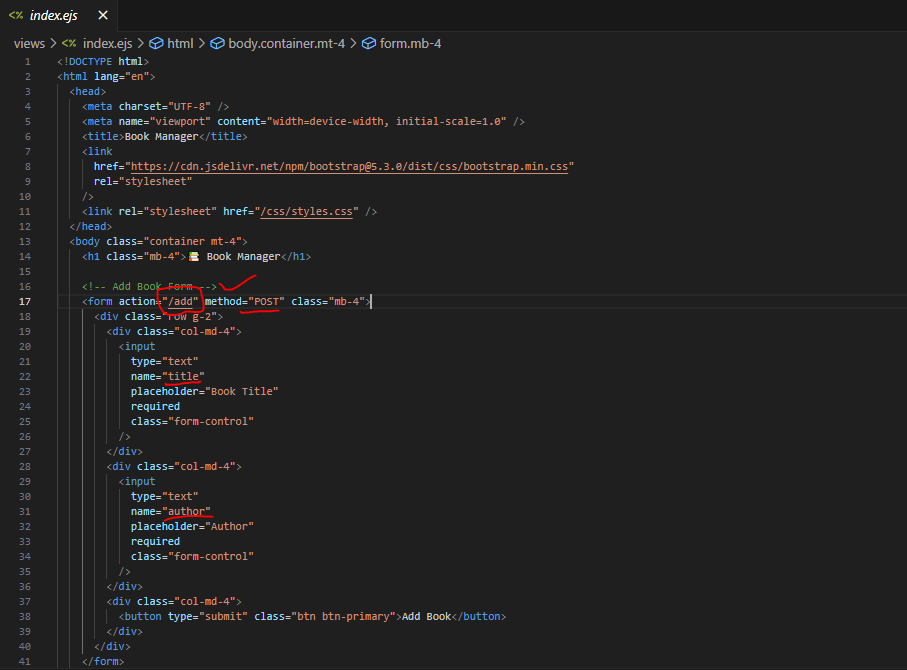 <% index.ejs ×
views > <% index.ejs > html > body.container.mt-4 > form.mb-4
1 <!DOCTYPE html>
2 <html lang="en">
3 <head>
4 <meta charset="UTF-8" />
5 <meta name="viewport" content="width=device-width, initial-scale=1.0" />
6 <title>Book Manager</title>
7 <link
8 href="https://cdn.jsdelivr.net/npm/bootstrap@5.3.0/dist/css/bootstrap.min.css"
9 rel="stylesheet"
10 />
11 <link rel="stylesheet" href="/css/styles.css" />
12 </head>
13 <body class="container mt-4">
14 <h1 class="mb-4">📚 Book Manager</h1>
15
16 <!-- Add Book Form -->
17 <form action="/add" method="POST" class="mb-4">
18 <div class="row g-2">
19 <div class="col-md-4">
20 <input
21 type="text"
22 name="title"
23 placeholder="Book Title"
24 required
25 class="form-control"
26 />
27 </div>
28 <div class="col-md-4">
29 <input
30 type="text"
31 name="author"
32 placeholder="Author"
33 required
34 class="form-control"
35 />
36 </div>
37 <div class="col-md-4">
38 <button type="submit" class="btn btn-primary">Add Book</button>
39 </div>
40 </div>
41 </form>